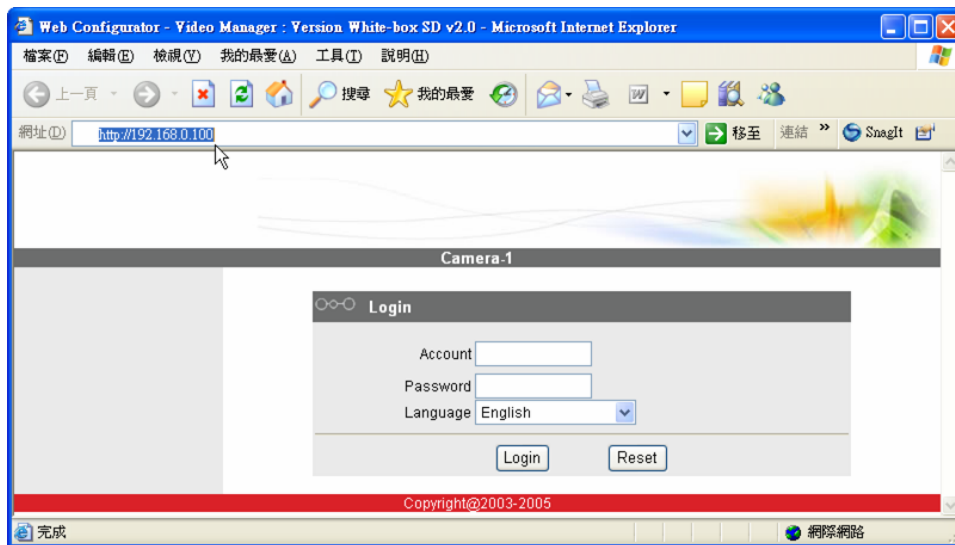 Web Configurator - Video Manager : Version White-box SD v2.0 - Microsoft Internet Explorer
檔案(F) 編輯(E) 檢視(V) 我的最愛(A) 工具(T) 說明(H)
上一頁 搜尋 我的最愛
網址(D) http://192.168.0.100 移至 連結 » SnagIt
Camera-1
Login
Account
Password
Language English
Login Reset
Copyright@2003-2005
完成 網際網路